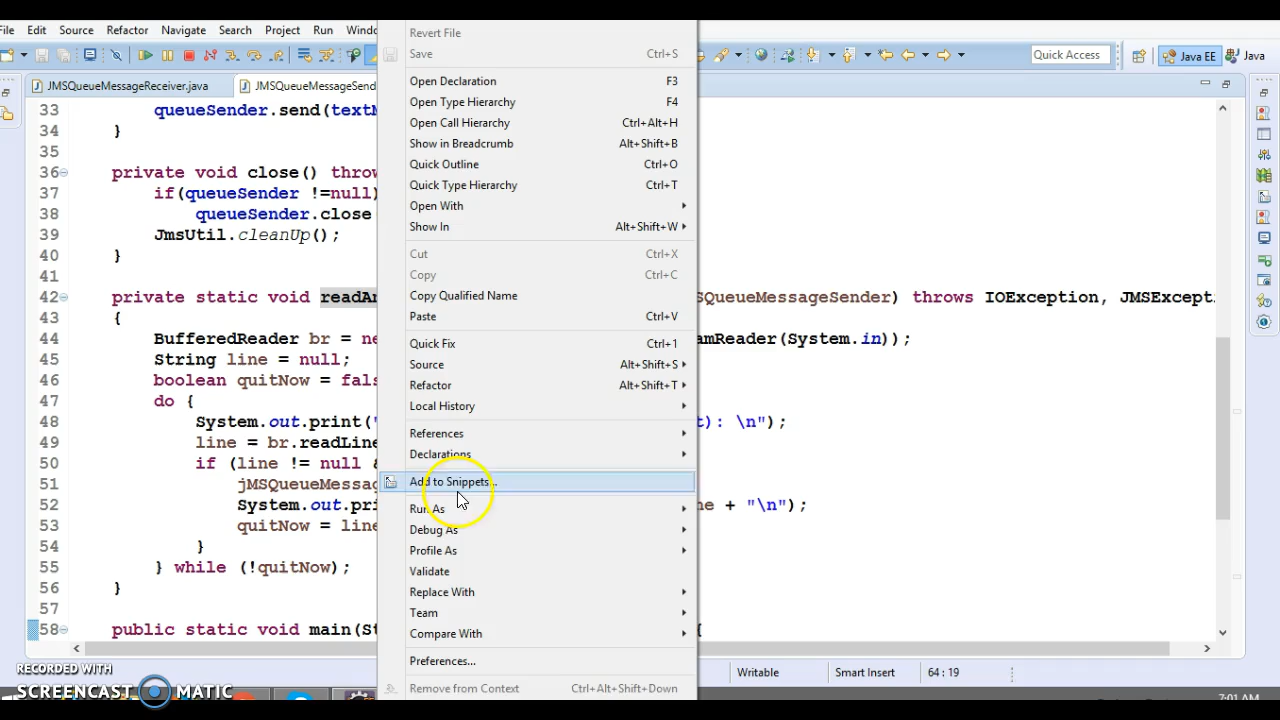 File Edit Source Refactor Navigate Search Project Run Windo
Quick Access Java EE Java
JMSQueueMessageReceiver.java JMSQueueMessageSend
33 queueSender.send(textM
34 }
35
36 private void close() throw
37 if(queueSender !=null)
38 queueSender.close
39 JmsUtil.cleanUp();
40 }
41
42 private static void readAn SQueueMessageSender) throws IOException, JMSExcepti
43 {
44 BufferedReader br = ne amReader(System.in));
45 String line = null;
46 boolean quitNow = fals
47 do {
48 System.out.print(" t): \n");
49 line = br.readLine
50 if (line != null &
51 jMSQueueMessag
52 System.out.pri ne + "\n");
53 quitNow = line
54 }
55 } while (!quitNow);
56 }
57
58 public static void main(St {
Revert File
Save Ctrl+S
Open Declaration F3
Open Type Hierarchy F4
Open Call Hierarchy Ctrl+Alt+H
Show in Breadcrumb Alt+Shift+B
Quick Outline Ctrl+O
Quick Type Hierarchy Ctrl+T
Open With
Show In Alt+Shift+W
Cut Ctrl+X
Copy Ctrl+C
Copy Qualified Name
Paste Ctrl+V
Quick Fix Ctrl+1
Source Alt+Shift+S
Refactor Alt+Shift+T
Local History
References
Declarations
Add to Snippets...
Run As
Debug As
Profile As
Validate
Replace With
Team
Compare With
Preferences...
Remove from Context Ctrl+Alt+Shift+Down
Writable Smart Insert 64 : 19
RECORDED WITH
SCREENCAST MATIC
7:01 AM